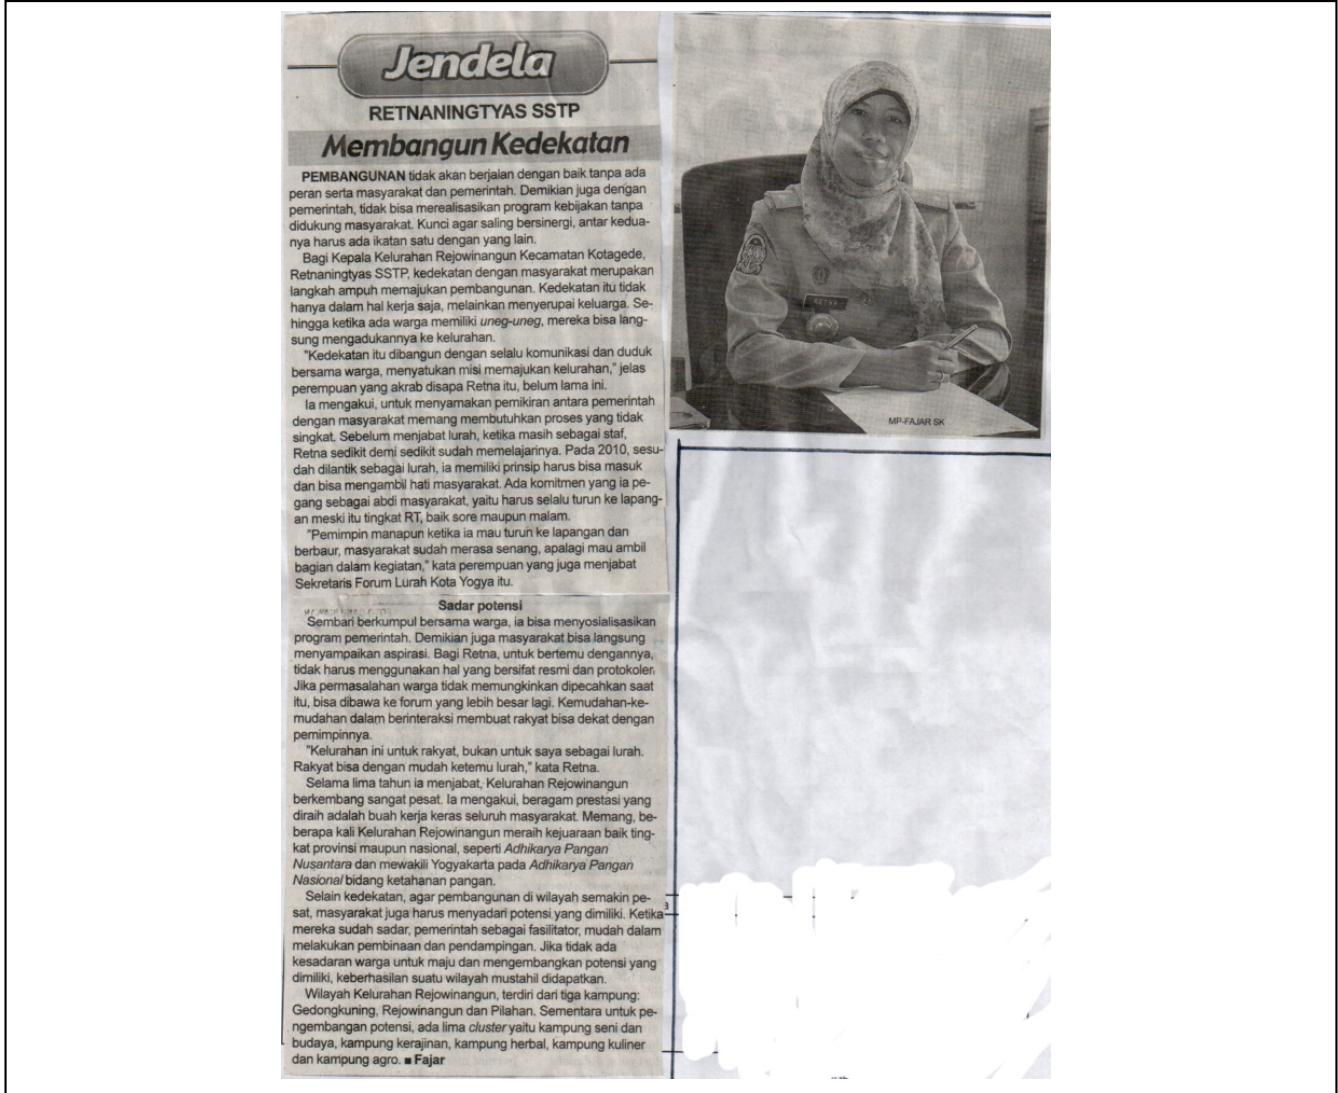 Jendela
RETNANINGTYAS SSTP
Membangun Kedekatan
PEMBANGUNAN tidak akan berjalan dengan baik tanpa ada
peran serta masyarakat dan pemerintah. Demikian juga dengan
pemerintah, tidak bisa merealisasikan program kebijakan tanpa
didukung masyarakat. Kunci agar saling bersinergi, antar kedua-
nya harus ada ikatan satu dengan yang lain.
Bagi Kepala Kelurahan Rejowinangun Kecamatan Kotagede,
Retnaningtyas SSTP, kedekatan dengan masyarakat merupakan
langkah ampuh memajukan pembangunan. Kedekatan itu tidak
hanya dalam hal kerja saja, melainkan menyerupai keluarga. Se-
hingga ketika ada warga memiliki uneg-uneg, mereka bisa lang-
sung mengadukannya ke kelurahan.
"Kedekatan itu dibangun dengan selalu komunikasi dan duduk
bersama warga, menyatukan misi memajukan kelurahan," jelas
perempuan yang akrab disapa Retna itu, belum lama ini.
Ia mengakui, untuk menyamakan pemikiran antara pemerintah
dengan masyarakat memang membutuhkan proses yang tidak
singkat. Sebelum menjabat lurah, ketika masih sebagai staf,
Retna sedikit demi sedikit sudah memelajarinya. Pada 2010, sesu-
dah dilantik sebagai lurah, ia memiliki prinsip harus bisa masuk
dan bisa mengambil hati masyarakat. Ada komitmen yang ia pe-
gang sebagai abdi masyarakat, yaitu harus selalu turun ke lapang-
an meski itu tingkat RT, baik sore maupun malam.
"Pemimpin manapun ketika ia mau turun ke lapangan dan
berbaur, masyarakat sudah merasa senang, apalagi mau ambil
bagian dalam kegiatan," kata perempuan yang juga menjabat
Sekretaris Forum Lurah Kota Yogya itu.
Sadar potensi
Sembari berkumpul bersama warga, ia bisa menyosialisasikan
program pemerintah. Demikian juga masyarakat bisa langsung
menyampaikan aspirasi. Bagi Retna, untuk bertemu dengannya,
tidak harus menggunakan hal yang bersifat resmi dan protokoler.
Jika permasalahan warga tidak memungkinkan dipecahkan saat
itu, bisa dibawa ke forum yang lebih besar lagi. Kemudahan-ke-
mudahan dalam berinteraksi membuat rakyat bisa dekat dengan
pemimpinnya.
"Kelurahan ini untuk rakyat, bukan untuk saya sebagai lurah.
Rakyat bisa dengan mudah ketemu lurah," kata Retna.
Selama lima tahun ia menjabat, Kelurahan Rejowinangun
berkembang sangat pesat. Ia mengakui, beragam prestasi yang
diraih adalah buah kerja keras seluruh masyarakat. Memang, be-
berapa kali Kelurahan Rejowinangun meraih kejuaraan baik ting-
kat provinsi maupun nasional, seperti Adhikarya Pangan
Nusantara dan mewakili Yogyakarta pada Adhikarya Pangan
Nasional bidang ketahanan pangan.
Selain kedekatan, agar pembangunan di wilayah semakin pe-
sat, masyarakat juga harus menyadari potensi yang dimiliki. Ketika
mereka sudah sadar, pemerintah sebagai fasilitator, mudah dalam
melakukan pembinaan dan pendampingan. Jika tidak ada
kesadaran warga untuk maju dan mengembangkan potensi yang
dimiliki, keberhasilan suatu wilayah mustahil didapatkan.
Wilayah Kelurahan Rejowinangun, terdiri dari tiga kampung:
Gedongkuning, Rejowinangun dan Pilahan. Sementara untuk pe-
ngembangan potensi, ada lima cluster yaitu kampung seni dan
budaya, kampung kerajinan, kampung herbal, kampung kuliner
dan kampung agro. ■ Fajar
RETNA
MP-FAJAR SK